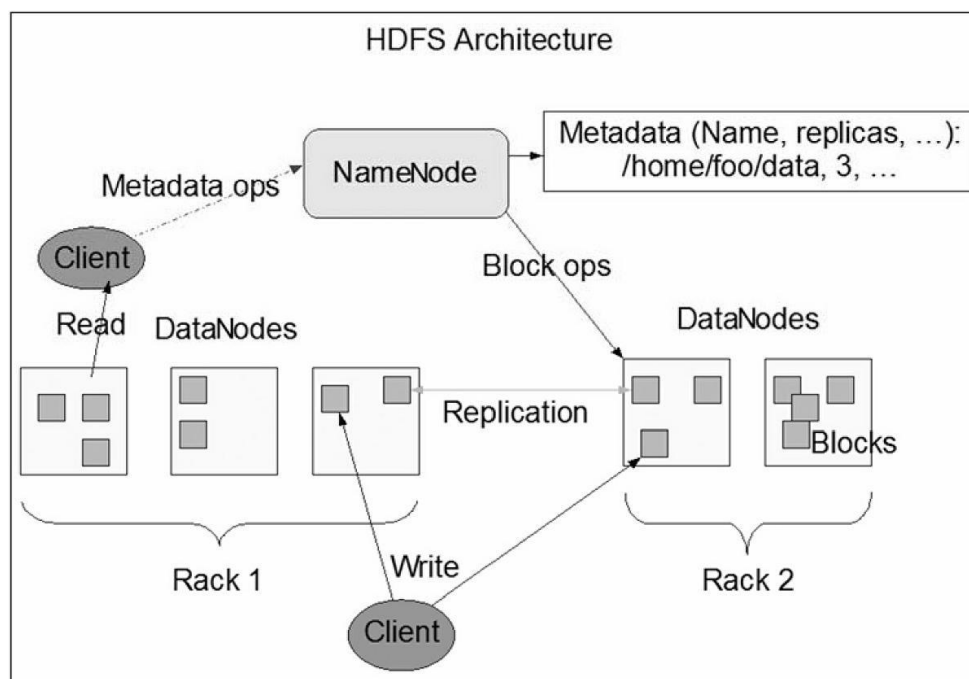 HDFS Architecture
Metadata (Name, replicas, …):
/home/foo/data, 3, …
NameNode
Metadata ops
Client
Block ops
Read
DataNodes
DataNodes
Replication
Blocks
Write
Rack 1
Rack 2
Client